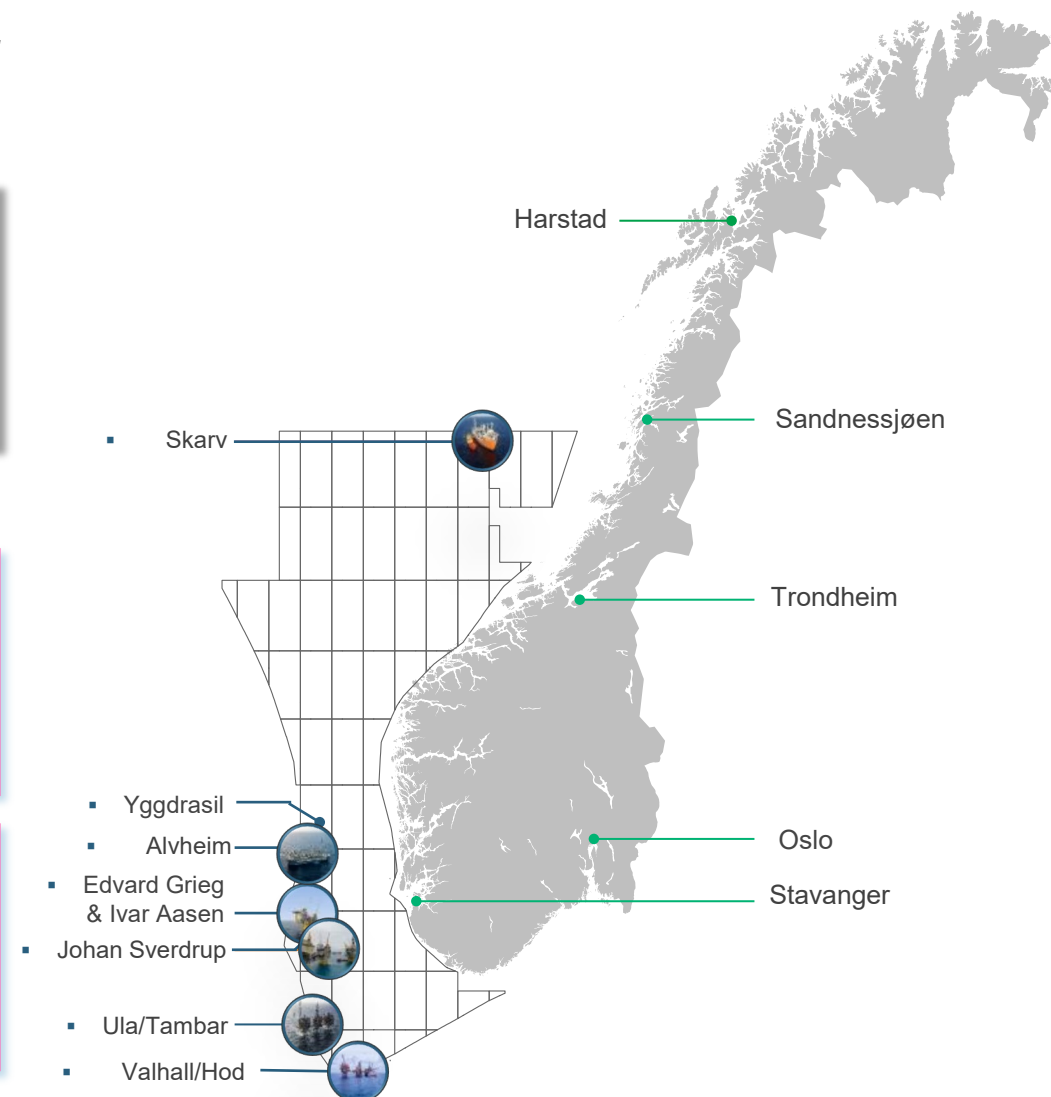 Harstad
Sandnessjøen
▪ Skarv
Trondheim
▪ Yggdrasil
▪ Alvheim
Oslo
▪ Edvard Grieg
& Ivar Aasen
Stavanger
▪ Johan Sverdrup
▪ Ula/Tambar
▪ Valhall/Hod